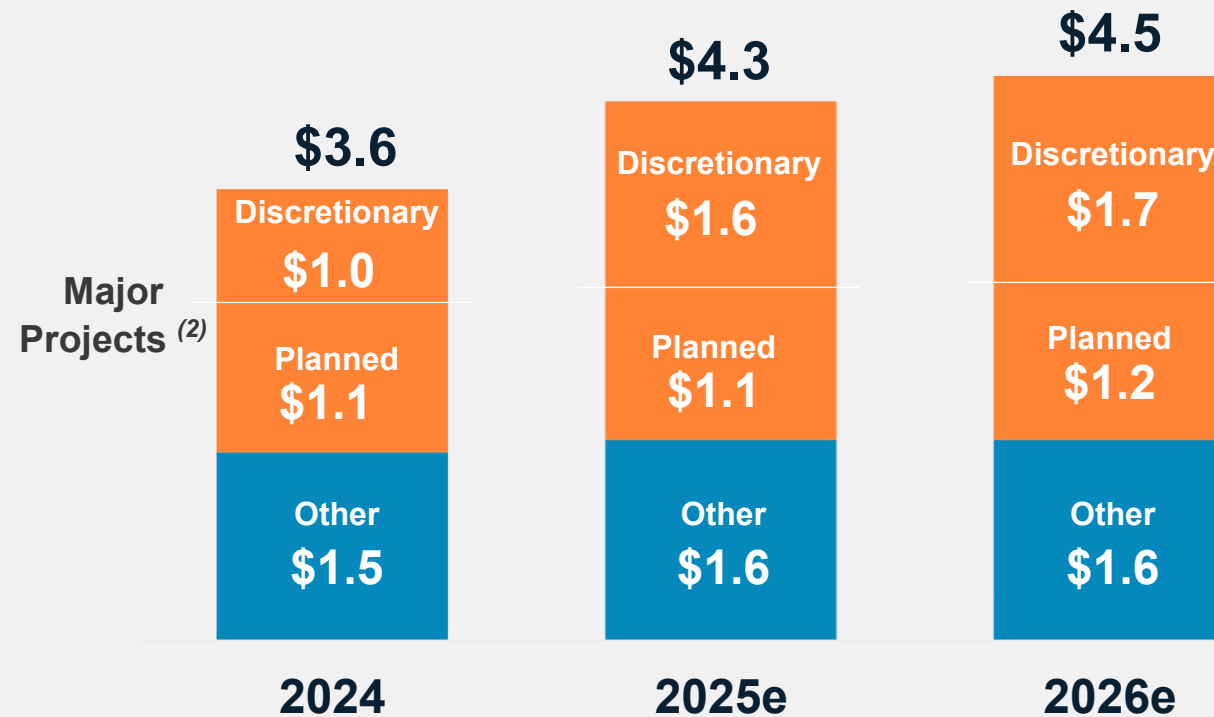 $3.6
$4.3
$4.5
Major
Projects (2)
Discretionary
$1.0
Planned
$1.1
Other
$1.5
Discretionary
$1.6
Planned
$1.1
Other
$1.6
Discretionary
$1.7
Planned
$1.2
Other
$1.6
2024
2025e
2026e